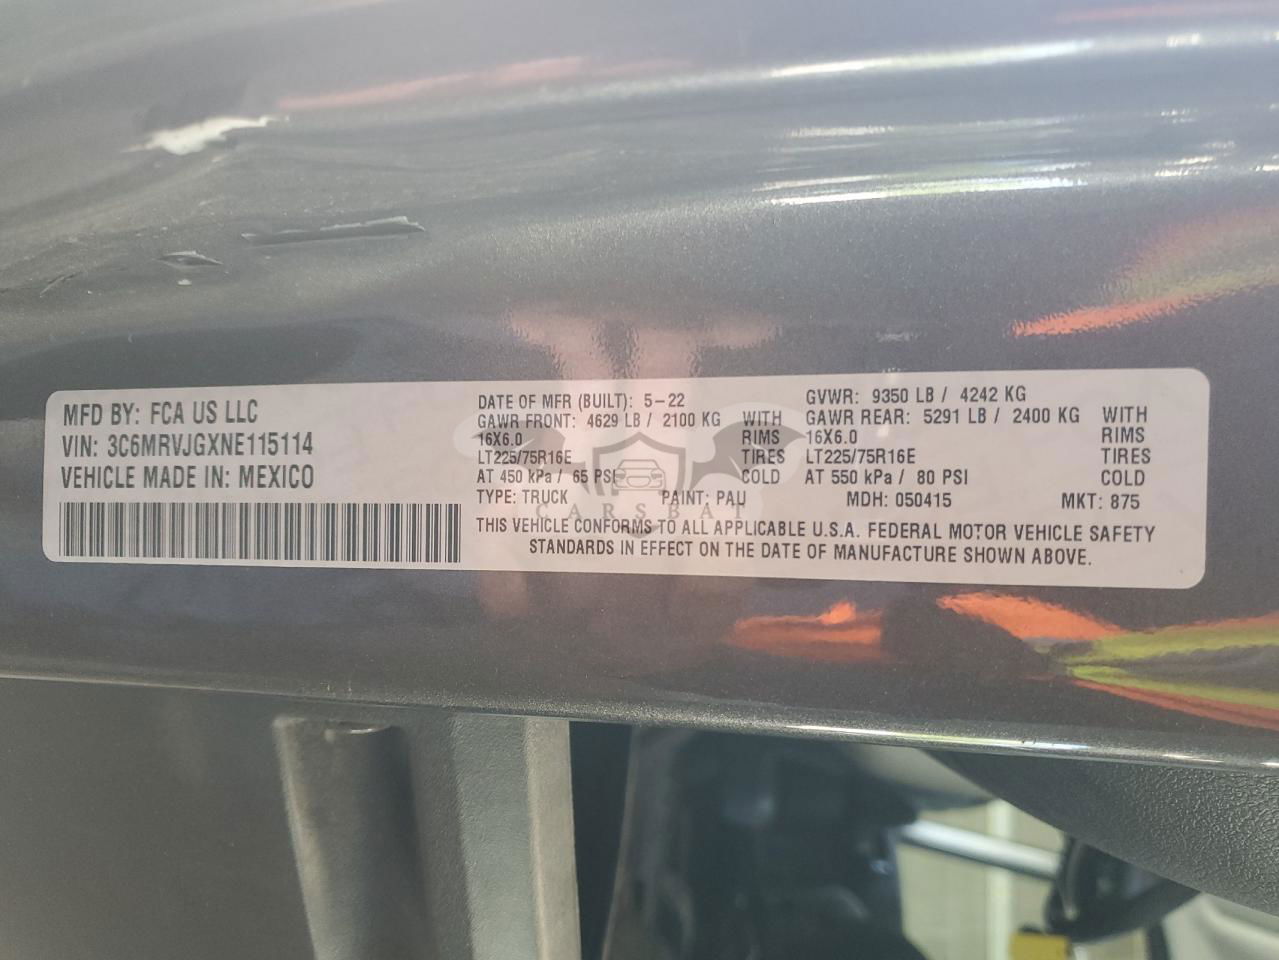 MFD BY: FCA US LLC
VIN: 3C6MRVJGXNE115114
VEHICLE MADE IN: MEXICO
DATE OF MFR (BUILT): 5-22 GVWR: 9350 LB / 4242 KG
GAWR FRONT: 4629 LB / 2100 KG WITH GAWR REAR: 5291 LB / 2400 KG WITH
16X6.0 RIMS 16X6.0 RIMS
LT225/75R16E TIRES LT225/75R16E TIRES
AT 450 kPa / 65 PSI COLD AT 550 kPa / 80 PSI COLD
TYPE: TRUCK PAINT: PAU MDH: 050415 MKT: 875
CARSBAT
THIS VEHICLE CONFORMS TO ALL APPLICABLE U.S.A. FEDERAL MOTOR VEHICLE SAFETY
STANDARDS IN EFFECT ON THE DATE OF MANUFACTURE SHOWN ABOVE.